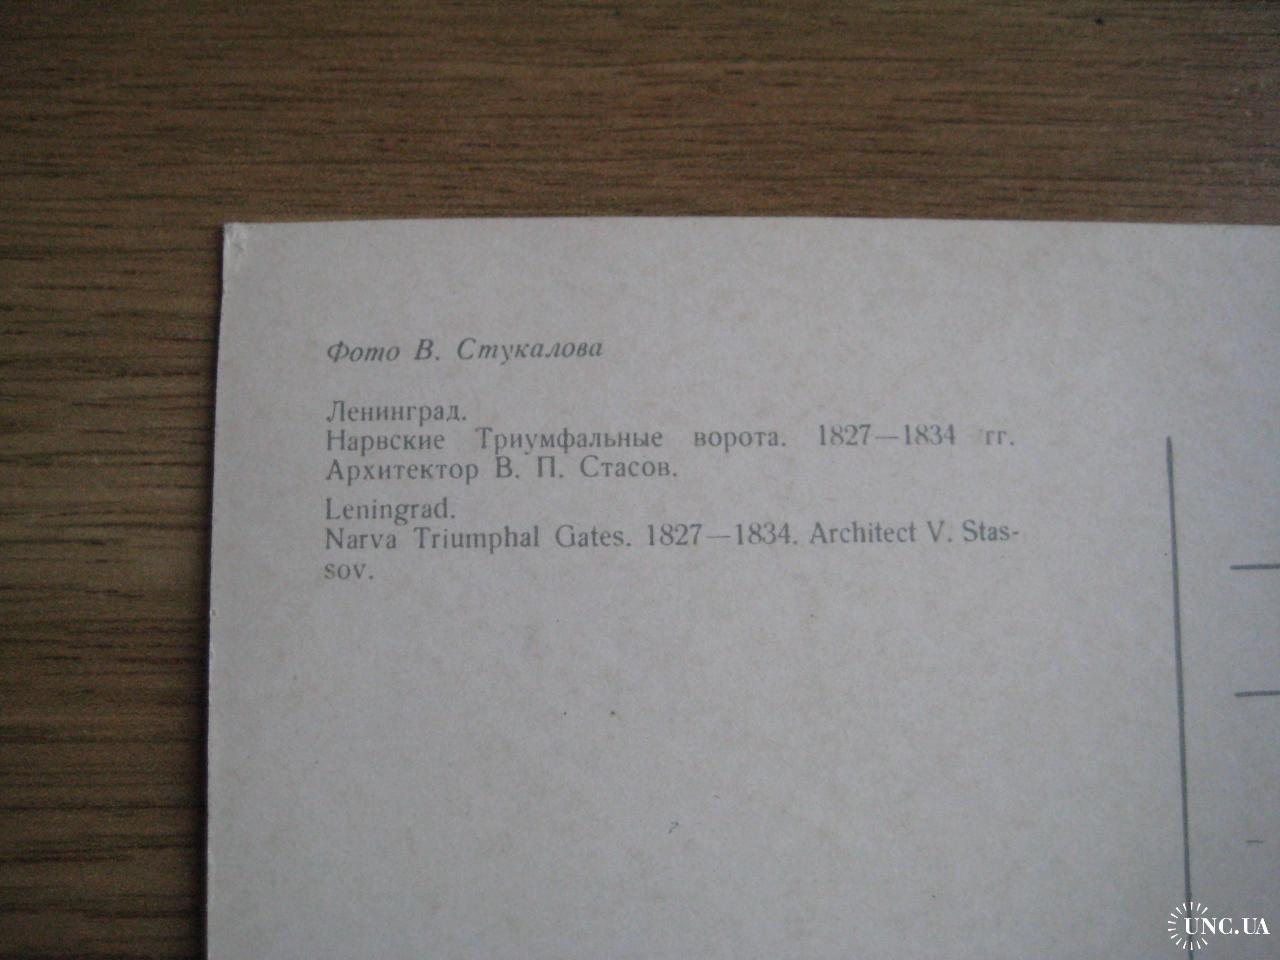 Фото В. Стукалова
Ленинград.
Нарвские Триумфальные ворота. 1827—1834 гг.
Архитектор В. П. Стасов.
Leningrad.
Narva Triumphal Gates. 1827—1834. Architect V. Stas-
sov.
UNC.UA